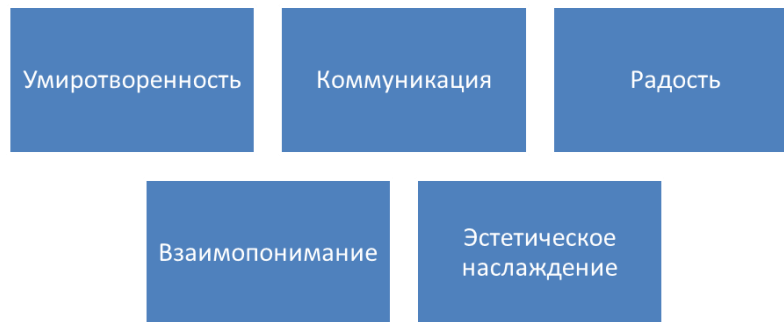 Умиротворенность
Коммуникация
Радость
Взаимопонимание
Эстетическое
наслаждение